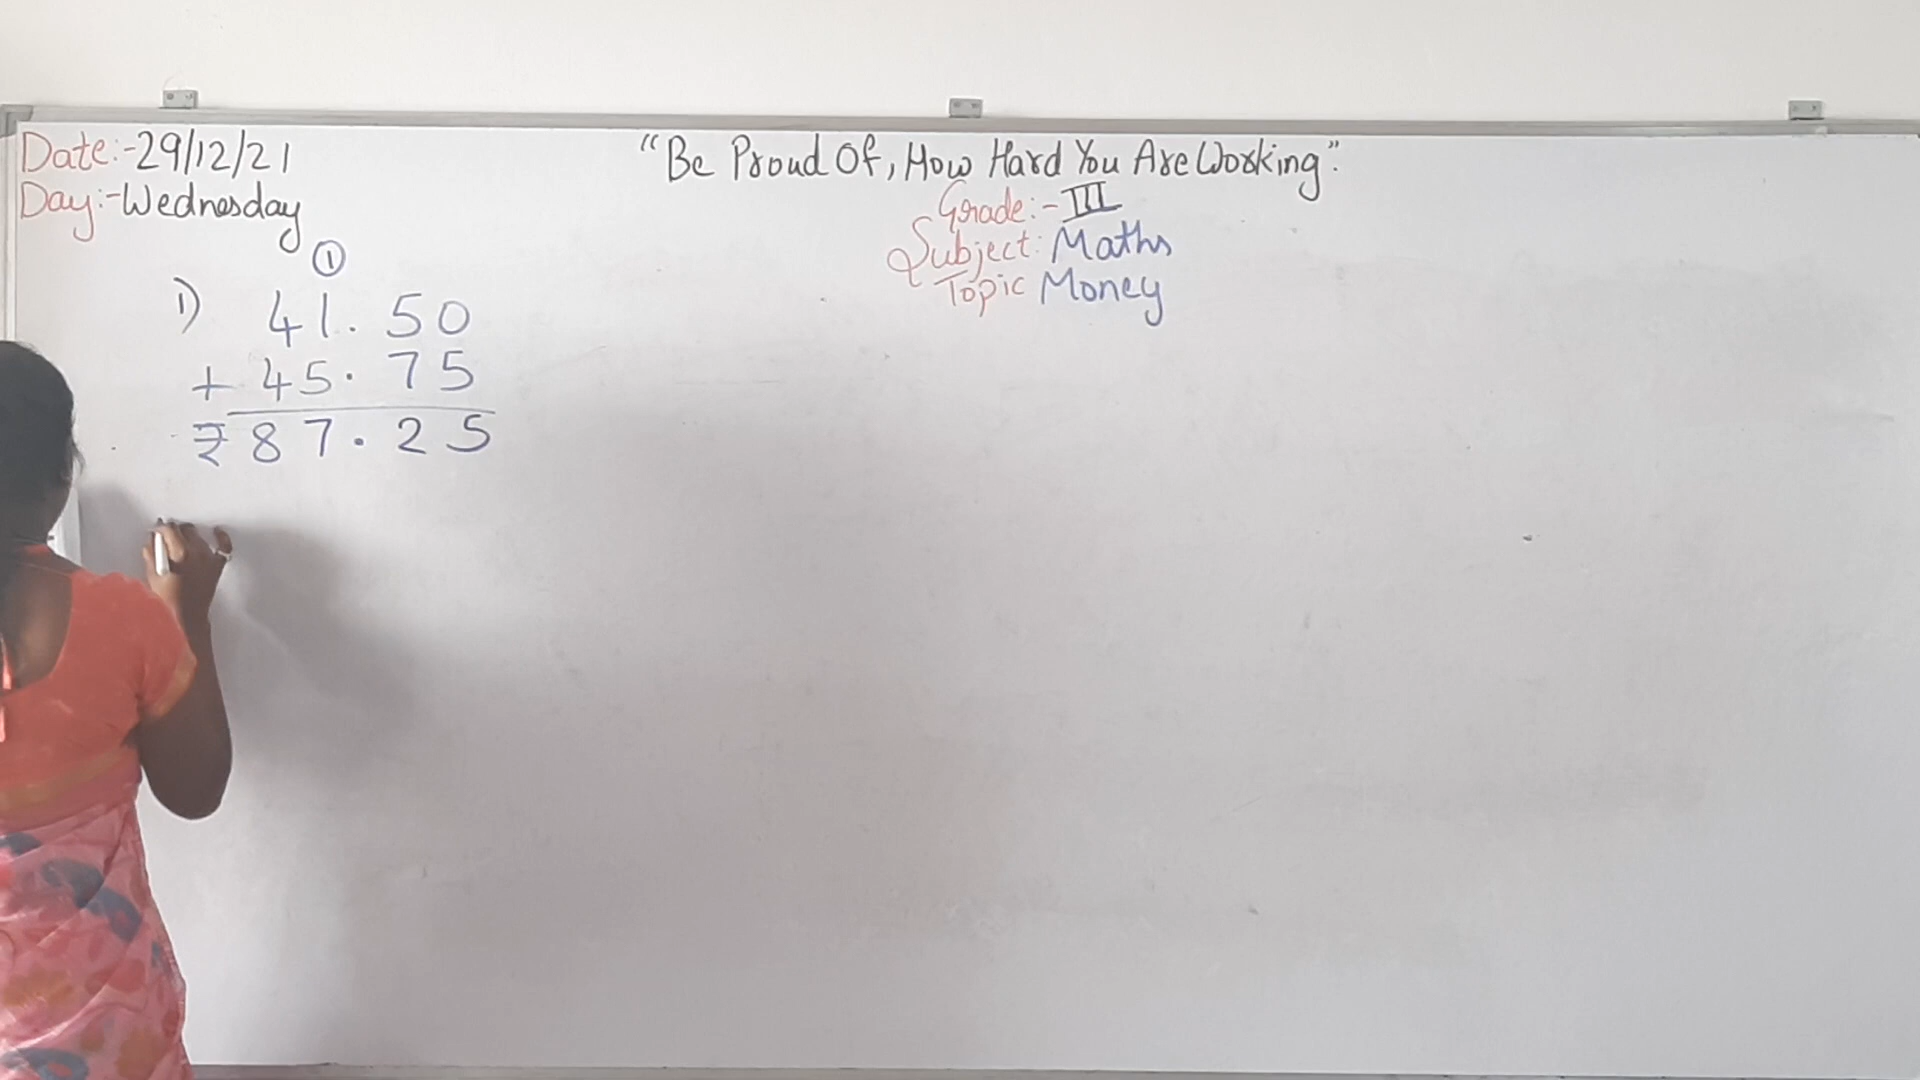 Date:-29/12/21
Day:-Wednesday
"Be Proud Of, How Hard You Are Working".
Grade:- III
Subject: Maths
Topic Money
①
1) 41.50
+ 45.75
₹ 87.25